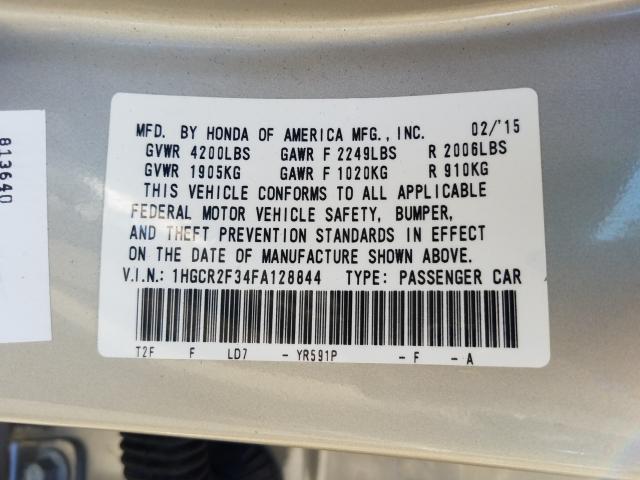 MFD. BY HONDA OF AMERICA MFG., INC. 02/'15
GVWR 4200LBS GAWR F 2249LBS R 2006LBS
GVWR 1905KG GAWR F 1020KG R 910KG
THIS VEHICLE CONFORMS TO ALL APPLICABLE
FEDERAL MOTOR VEHICLE SAFETY, BUMPER,
AND THEFT PREVENTION STANDARDS IN EFFECT
ON THE DATE OF MANUFACTURE SHOWN ABOVE.
V.I.N.: 1HGCR2F34FA128844 TYPE: PASSENGER CAR
T2F F LD7 - YR591P - F - A
813640